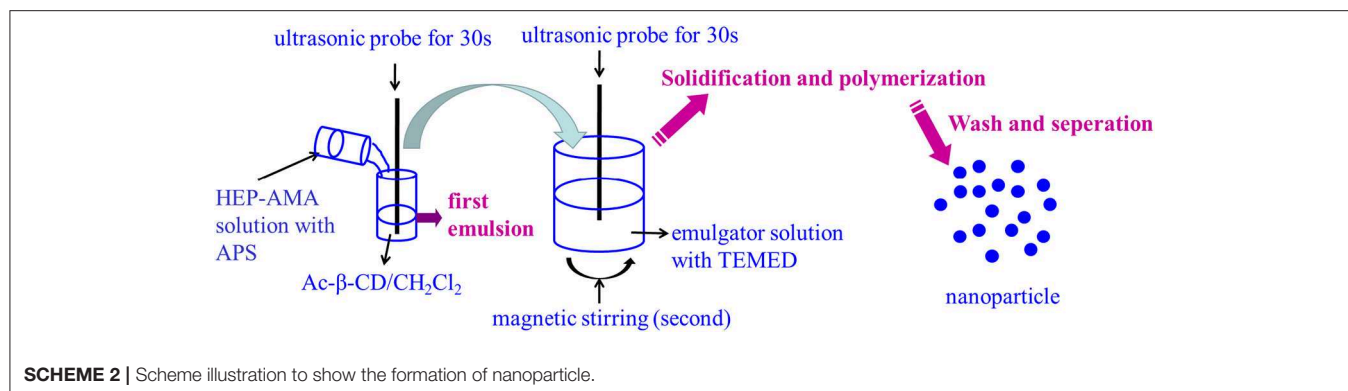 ultrasonic probe for 30s
ultrasonic probe for 30s
Solidification and polymerization
Wash and seperation
HEP-AMA
solution with
APS
first
emulsion
emulgator solution
with TEMED
Ac-β-CD/CH₂Cl₂
nanoparticle
magnetic stirring (second)
SCHEME 2 | Scheme illustration to show the formation of nanoparticle.